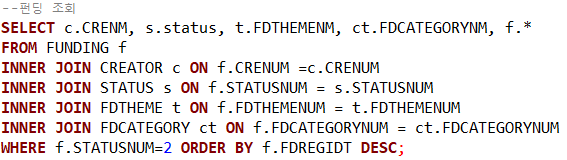 --펀딩 조회
SELECT c.CRENM, s.status, t.FDTHEMENM, ct.FDCATEGORYNM, f.*
FROM FUNDING f
INNER JOIN CREATOR c ON f.CRENUM =c.CRENUM
INNER JOIN STATUS s ON f.STATUSNUM = s.STATUSNUM
INNER JOIN FDTHEME t ON f.FDTHEMENUM = t.FDTHEMENUM
INNER JOIN FDCATEGORY ct ON f.FDCATEGORYNUM = ct.FDCATEGORYNUM
WHERE f.STATUSNUM=2 ORDER BY f.FDREGIDT DESC;